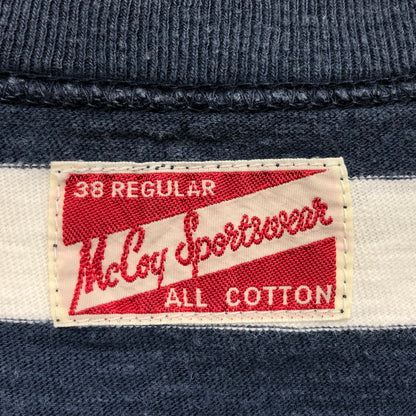 38 REGULAR
McCoy Sportswear
ALL COTTON